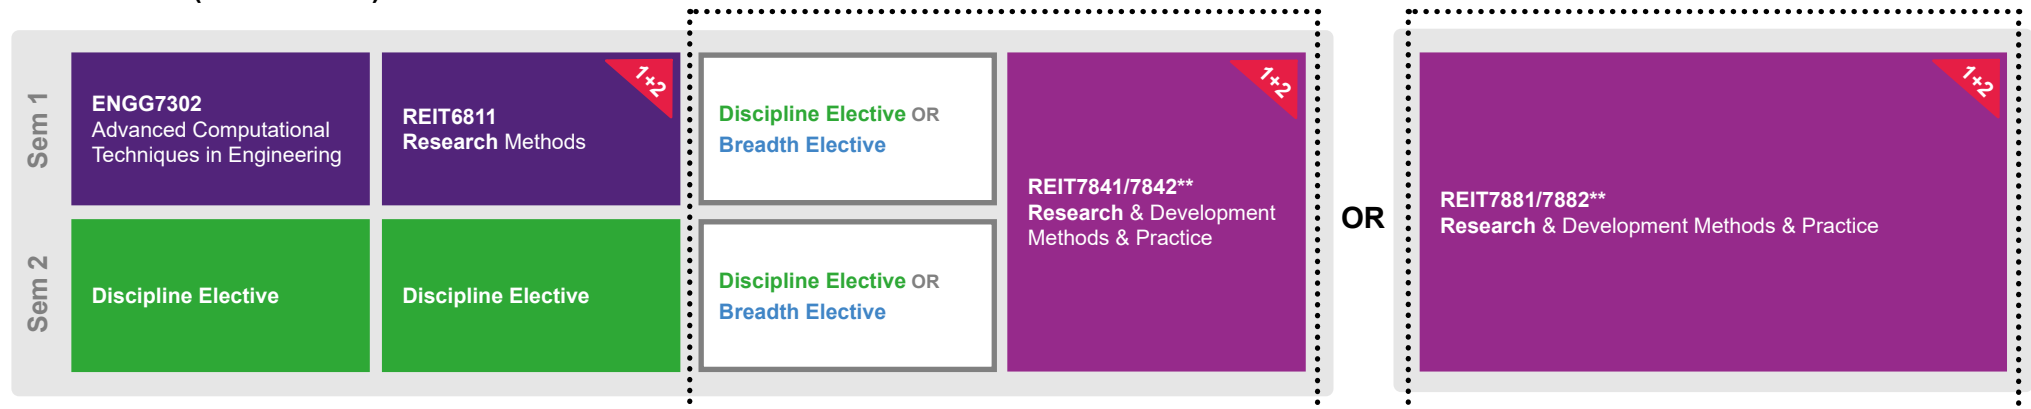 Sem 1
ENGG7302
Advanced Computational
Techniques in Engineering
1+2
REIT6811
Research Methods
Discipline Elective OR
Breadth Elective
1+2
REIT7841/7842**
Research & Development
Methods & Practice
OR
1+2
REIT7881/7882**
Research & Development Methods & Practice
Sem 2
Discipline Elective
Discipline Elective
Discipline Elective OR
Breadth Elective